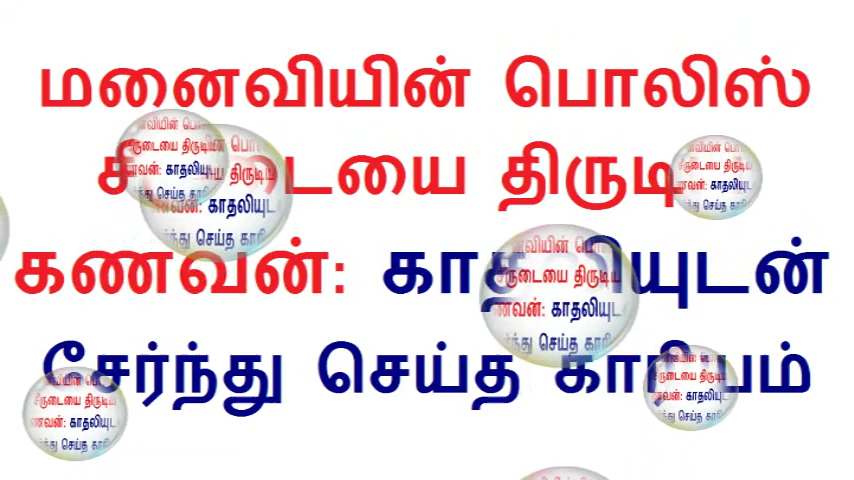 மனைவியின் பொலிஸ்
சீருடையை திருடிய
கணவன்: காதலியுடன்
சேர்ந்து செய்த காரியம்